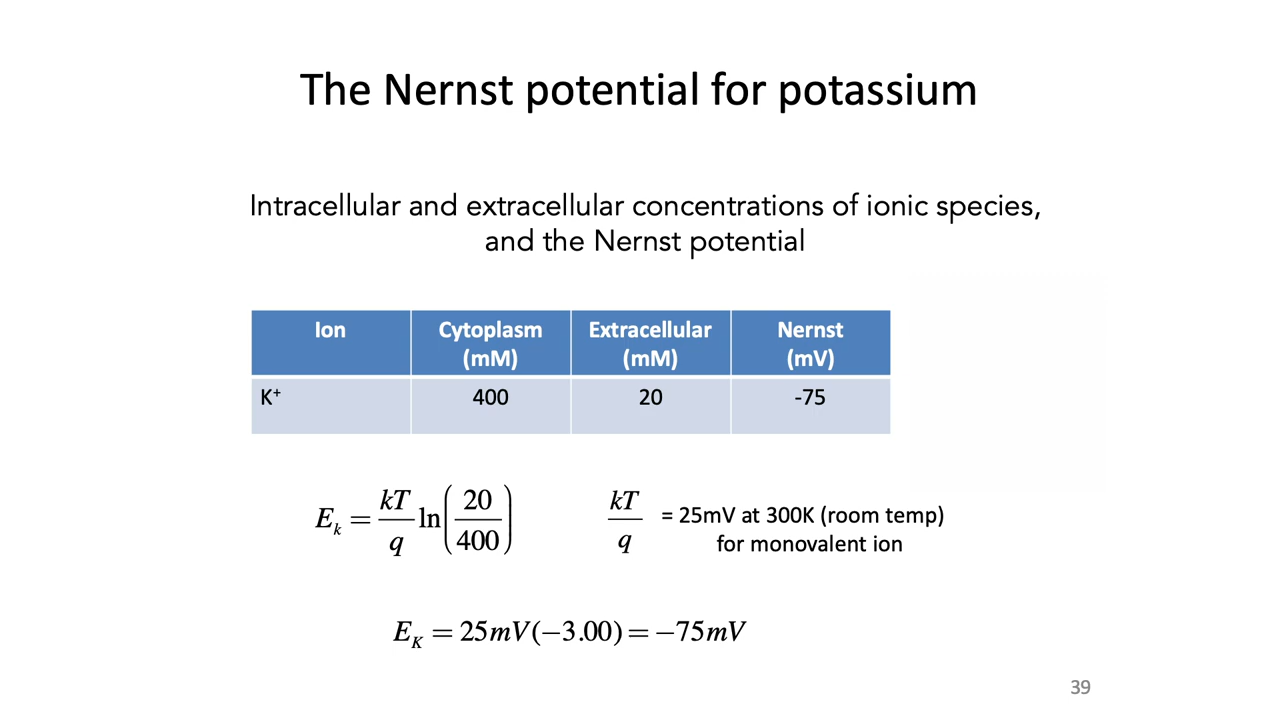 The Nernst potential for potassium
Intracellular and extracellular concentrations of ionic species,
and the Nernst potential
Ion Cytoplasm (mM) Extracellular (mM) Nernst (mV)
K⁺ 400 20 -75
E_k = kT/q ln(20/400)
kT/q = 25mV at 300K (room temp)
for monovalent ion
E_K = 25mV(−3.00) = −75mV
39